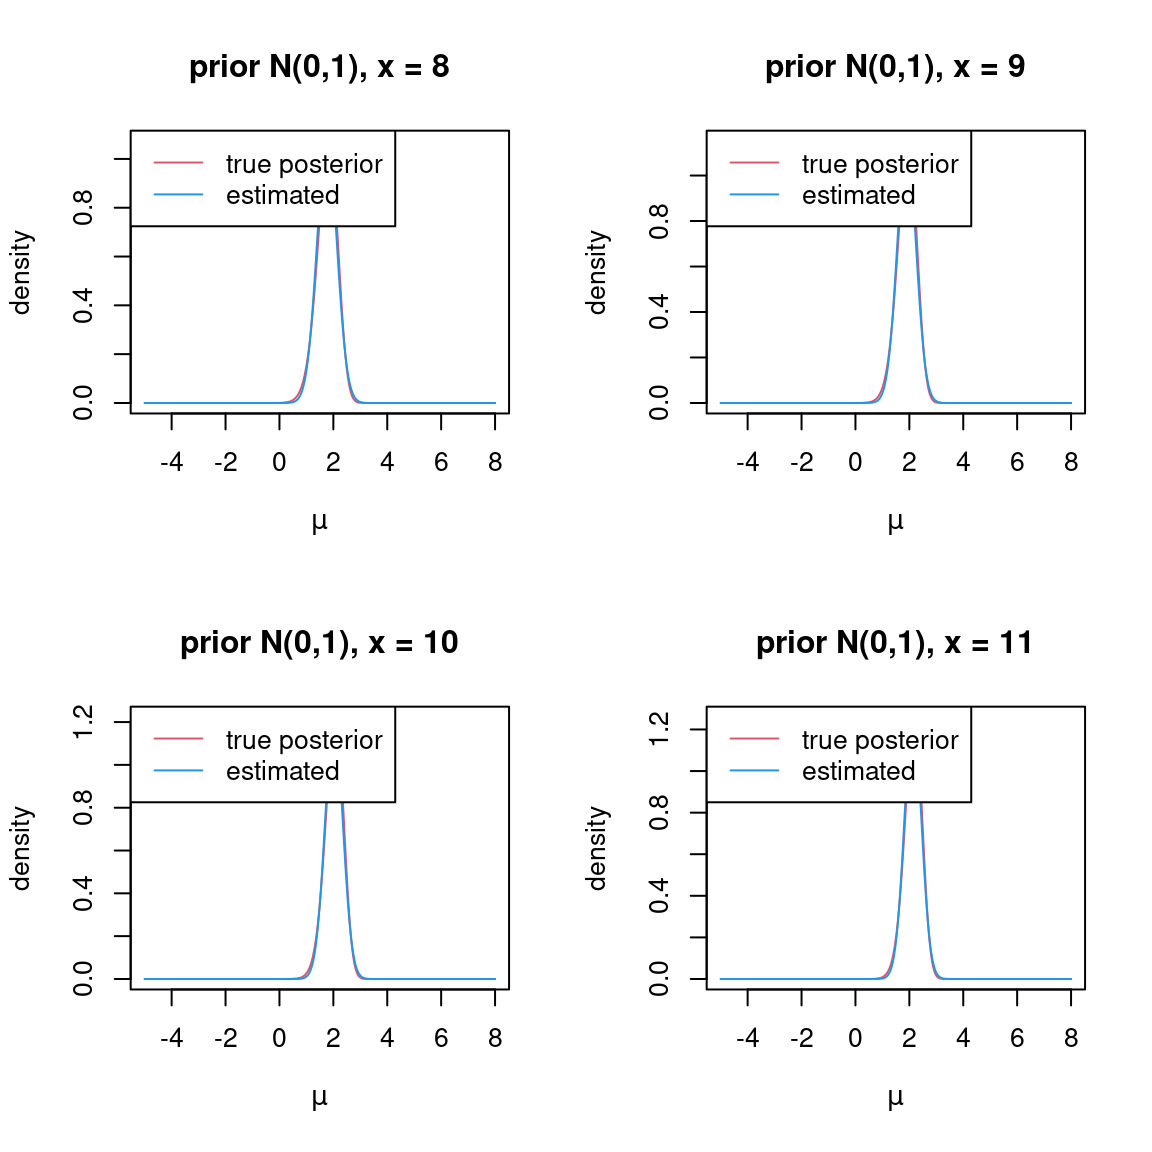 prior N(0,1), x = 8
true posterior
estimated
density
0.0
0.4
0.8
-4 -2 0 2 4 6 8
μ
prior N(0,1), x = 9
true posterior
estimated
density
0.0
0.4
0.8
-4 -2 0 2 4 6 8
μ
prior N(0,1), x = 10
true posterior
estimated
density
0.0
0.4
0.8
1.2
-4 -2 0 2 4 6 8
μ
prior N(0,1), x = 11
true posterior
estimated
density
0.0
0.4
0.8
1.2
-4 -2 0 2 4 6 8
μ